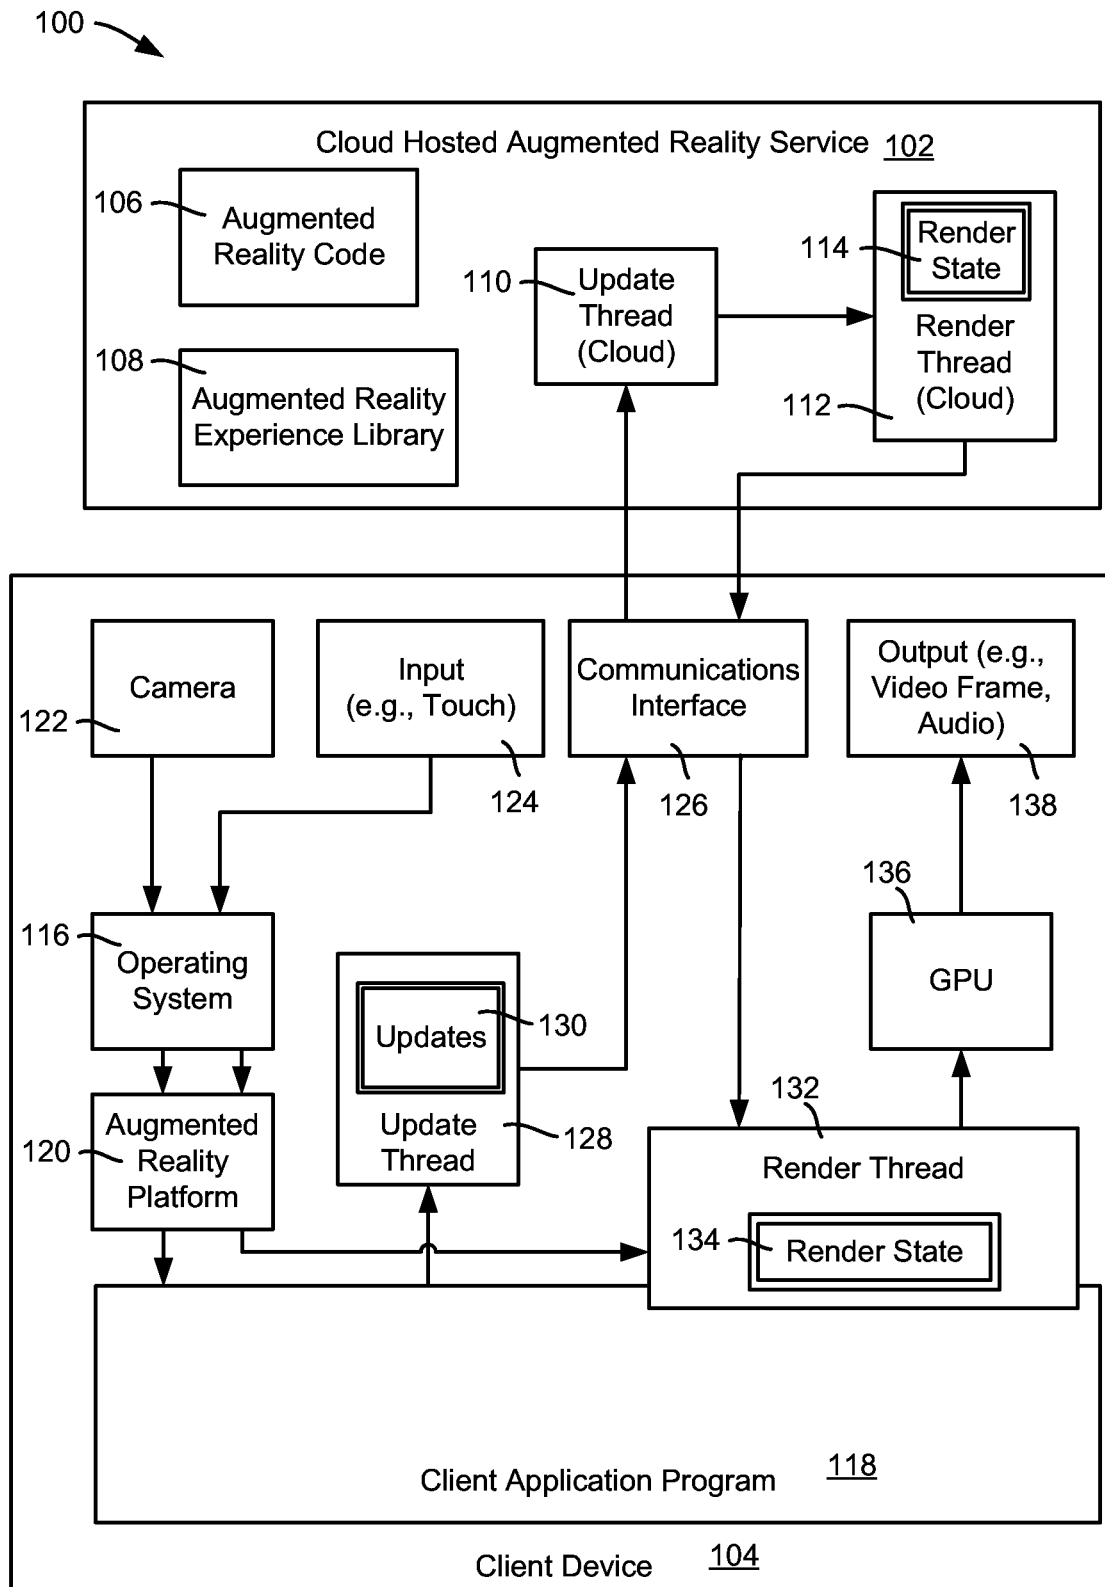 100
Cloud Hosted Augmented Reality Service 102
106
Augmented
Reality Code
108
Augmented Reality
Experience Library
110
Update
Thread
(Cloud)
114
Render
State
Render
Thread
(Cloud)
112
Camera
122
Input
(e.g., Touch)
124
Communications
Interface
126
Output (e.g.,
Video Frame,
Audio)
138
116
Operating
System
136
GPU
Updates
130
Update
Thread
128
120
Augmented
Reality
Platform
132
Render Thread
134
Render State
Client Application Program 118
Client Device 104